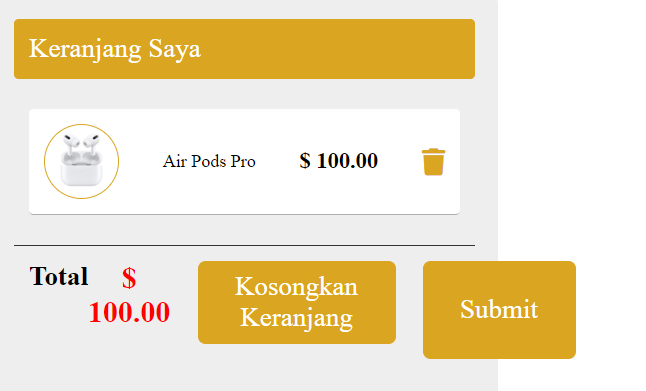 Keranjang Saya
Air Pods Pro $ 100.00
Total $
100.00
Kosongkan
Keranjang
Submit